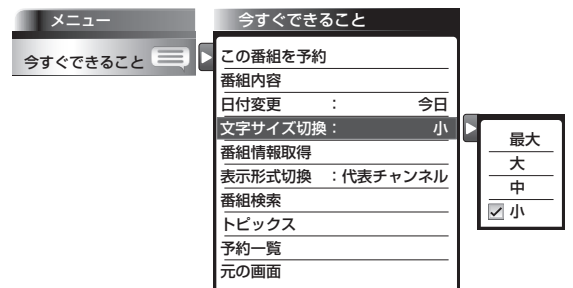 メニュー
今すぐできること
今すぐできること
この番組を予約
番組内容
日付変更 : 今日
文字サイズ切換 : 小
番組情報取得
表示形式切換 : 代表チャンネル
番組検索
トピックス
予約一覧
元の画面
最大
大
中
小